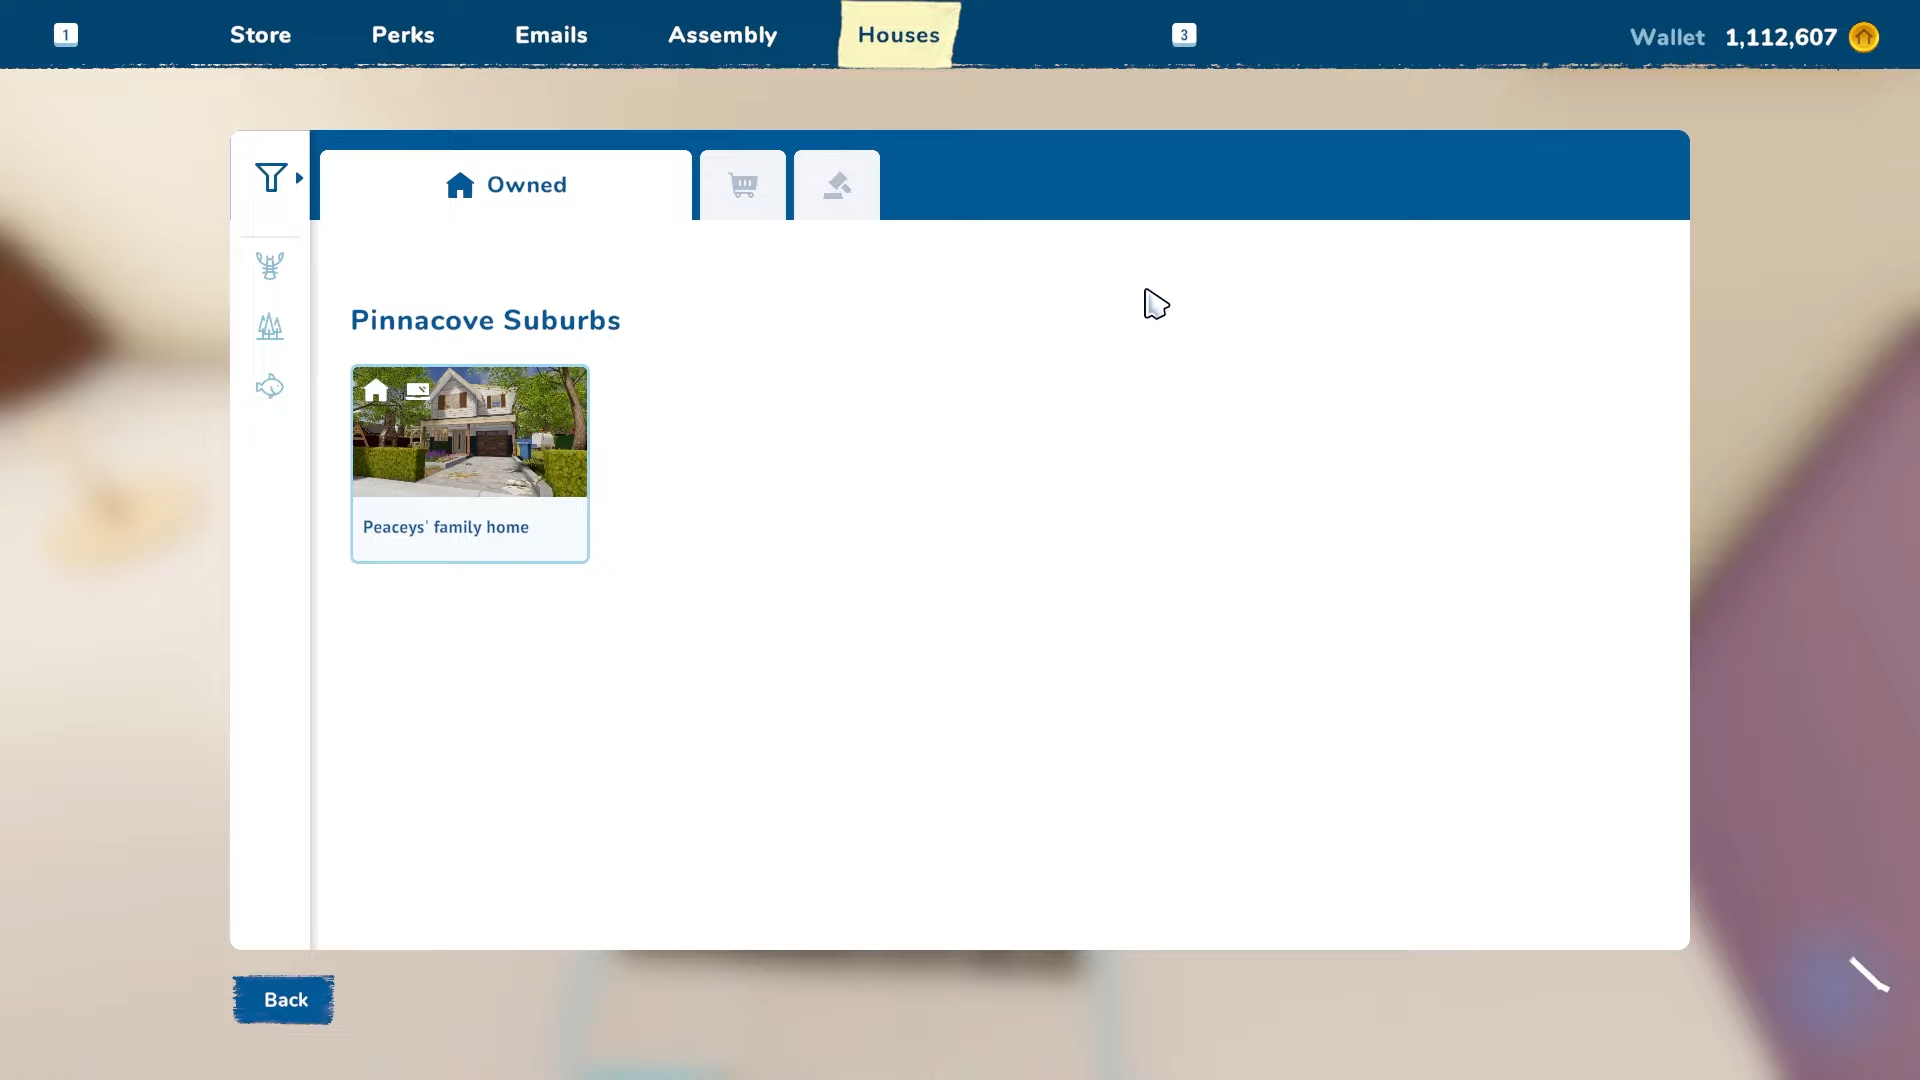 1
Store
Perks
Emails
Assembly
Houses
3
Wallet 1,112,607
Owned
Pinnacove Suburbs
Peaceys' family home
Back